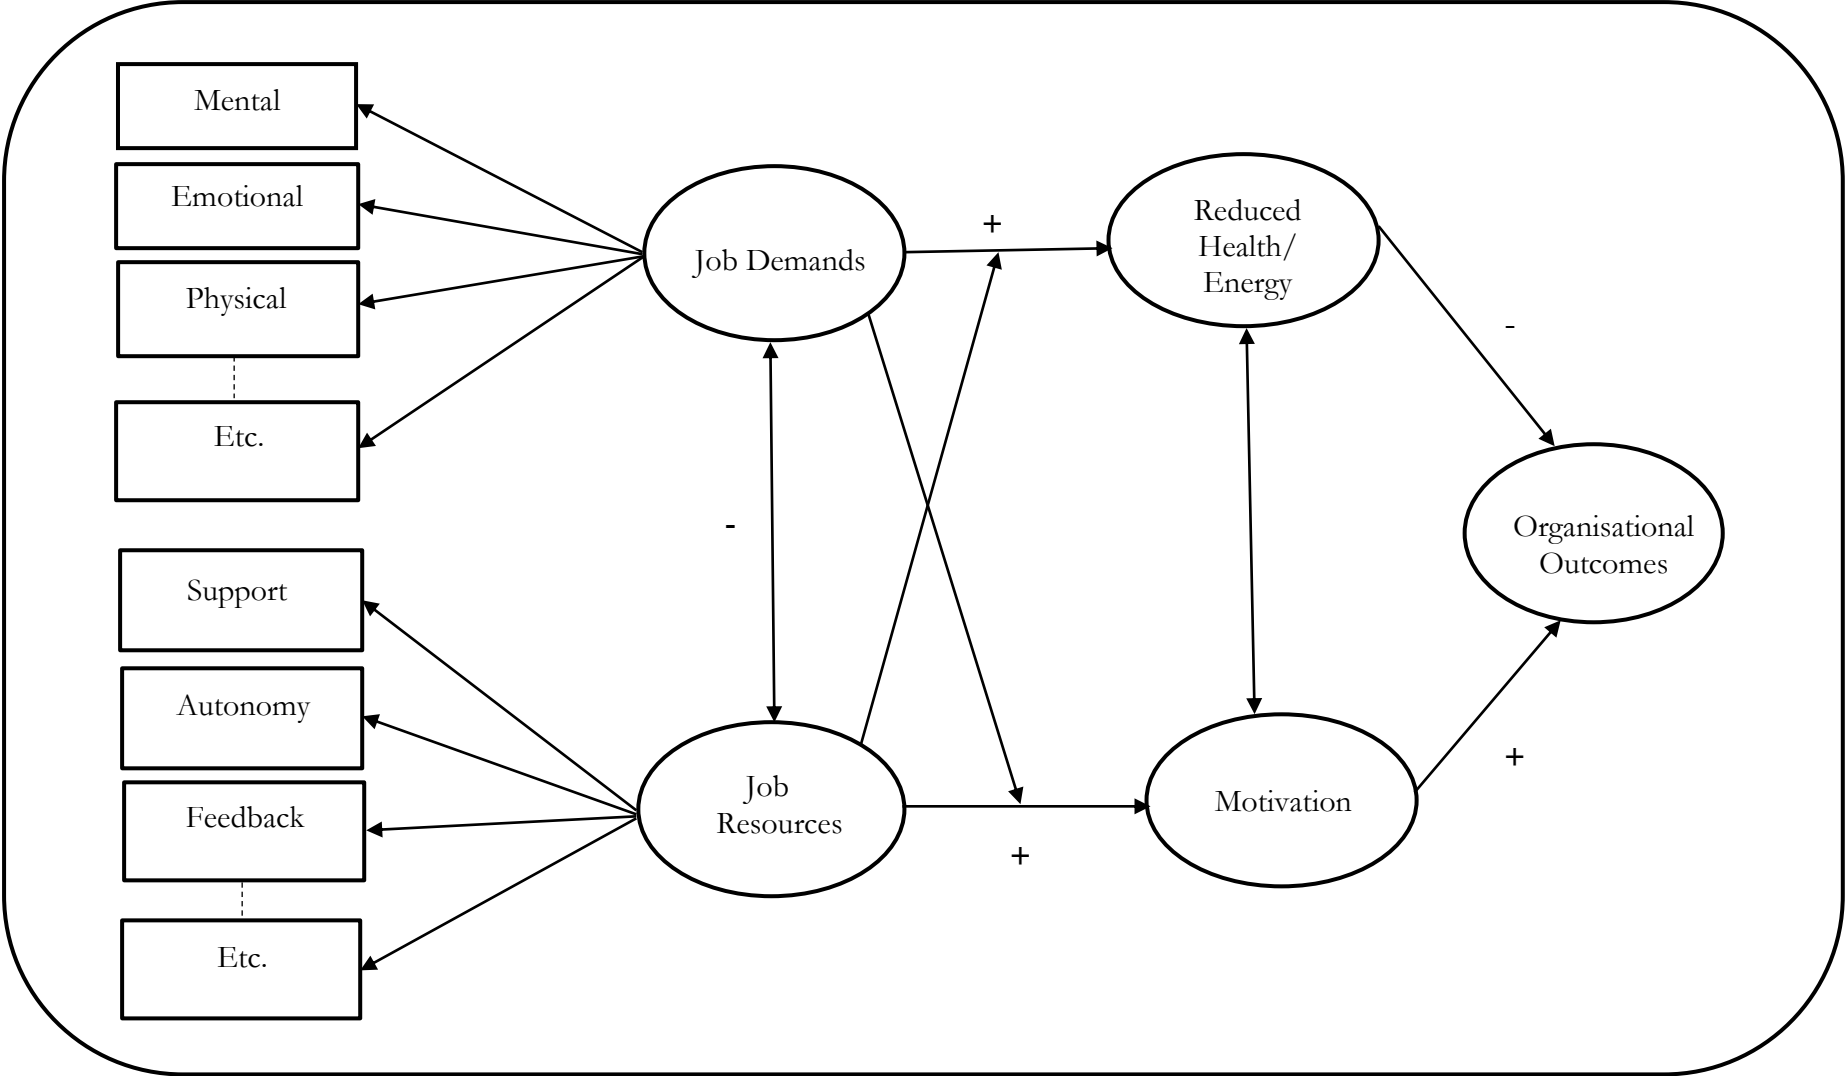 Mental
Emotional
Physical
Etc.
Support
Autonomy
Feedback
Etc.
Job Demands
-
Job
Resources
+
+
Reduced
Health/
Energy
Motivation
-
+
Organisational
Outcomes